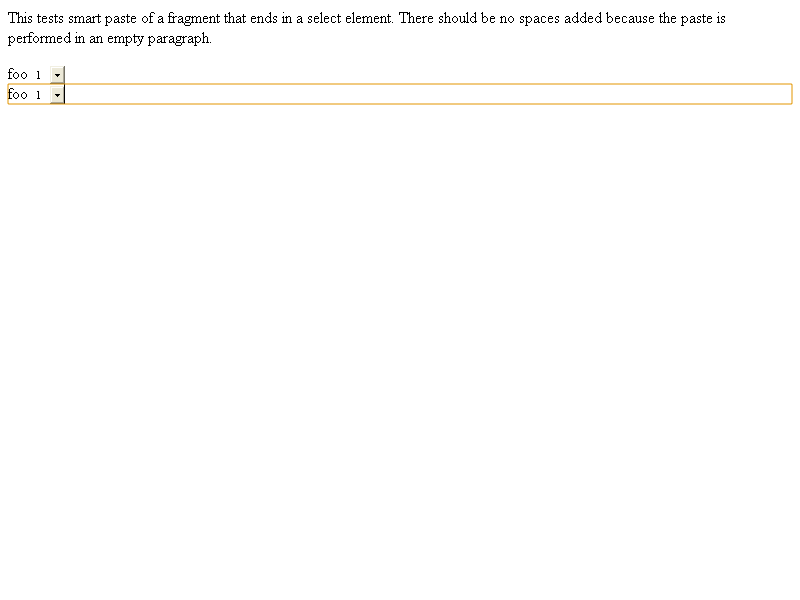 This tests smart paste of a fragment that ends in a select element. There should be no spaces added because the paste is
performed in an empty paragraph.
foo 1
foo 1